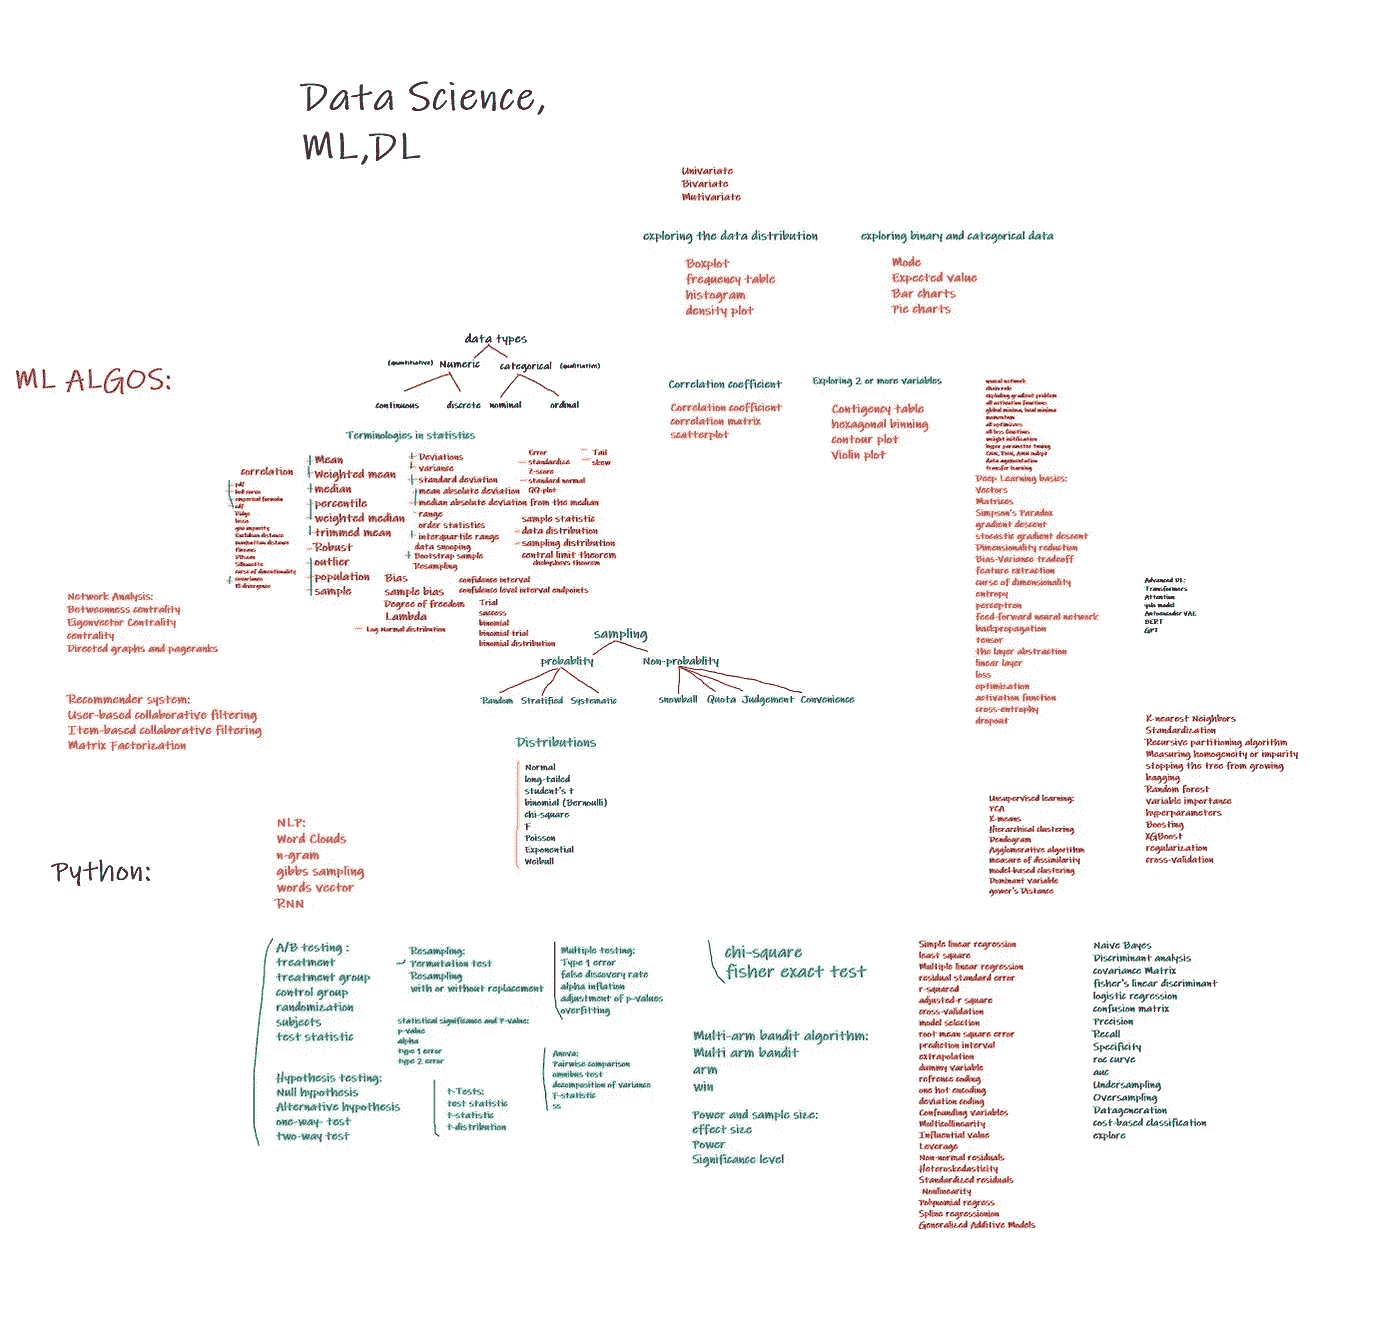 Data Science,
ML,DL
Univariate
Bivariate
Mutivariate
exploring the data distribution
Boxplot
frequency table
histogram
density plot
exploring binary and categorical data
Mode
Expected value
Bar charts
Pie charts
ML ALGOS:
data types
(quantitative) Numeric
categorical (qualitative)
continuous
discrete
nominal
ordinal
Correlation coefficient
Correlation coefficient
correlation matrix
scatterplot
Exploring 2 or more variables
Contigency table
hexagonal binning
contour plot
Violin plot
neural network
chain rule
exploding gradient problem
all activation functions
global minima, local minima
momentum
all optimizers
all loss functions
weight initilization
hyper parameter tuning
data augmentation
transfer learning
Deep Learning basics:
Vectors
Matrices
Simpson's Paradox
gradient descent
stocastic gradient descent
Dimensionality reduction
Bias-Variance tradeoff
feature extraction
curse of dimensionality
entropy
perceptron
feed-forward neural network
backpropagation
tensor
the layer abstraction
linear layer
loss
optimization
activation function
cross-entrophy
dropout
Advanced DL:
Transformers
Attention
yolo model
Autoencoder VAE
BERT
GPT
Terminologies in statistics
correlation
pdf
bell curve
emperical formula
cdf
Ridge
lasso
gini impurity
Euclidean distance
manhattan distance
DBscan
Silhouette
curse of dimentionality
covariance
Kl-divergence
Mean
weighted mean
median
percentile
weighted median
trimmed mean
Robust
outlier
population
sample
Deviations
variance
standard deviation
mean absolute deviation
median absolute deviation from the median
range
order statistics
interquartile range
data snooping
Bootstrap sample
Resampling
Error
standardize
Z-score
standard normal
QQ-plot
Tail
skew
sample statistic
data distribution
sampling distribution
central limit theorem
chebyshevs theorem
Bias
sample bias
Degree of freedom
Lambda
Log Normal distribution
confidence interval
confidence level interval endpoints
Trial
success
binomial
binomial trial
binomial distribution
Network Analysis:
Betweenness centrality
Eigenvector Centrality
centrality
Directed graphs and pageranks
sampling
probablity
Non-probablity
Random
Stratified
Systematic
snowball
Quota
Judgement
Convenience
Recommender system:
User-based collaborative filtering
Item-based collaborative filtering
Matrix Factorization
Distributions
Normal
long-tailed
student's t
binomial (Bernoulli)
chi-square
F
Poisson
Exponential
Weibull
K-nearest Neighbors
Standardization
Recursive partitioning algorithm
Measuring homogeneity or impurity
stopping the tree from growing
bagging
Random forest
variable importance
hyperparameters
Boosting
XGBoost
regularization
cross-validation
Unsupervised learning:
PCA
K-means
Hierarchical clustering
Dendogram
Agglomerative algorithm
measure of dissimilarity
model-based clustering
Dominant variable
gower's Distance
NLP:
Word Clouds
n-gram
gibbs sampling
words vector
RNN
Python:
A/B testing :
treatment
treatment group
control group
randomization
subjects
test statistic
Hypothesis testing:
Null hypothesis
Alternative hypothesis
one-way- test
two-way test
Resampling:
Permutation test
Resampling
with or without replacement
statistical significance and P-value:
p-value
alpha
type 1 error
type 2 error
t-Tests:
test statistic
t-statistic
t-distribution
Multiple testing:
Type 1 error
false discovery rate
alpha inflation
adjustment of p-values
overfitting
Anova:
Pairwise comparison
omnibus test
decomposition of variance
F-statistic
ss
chi-square
fisher exact test
Multi-arm bandit algorithm:
Multi arm bandit
arm
win
Power and sample size:
effect size
Power
Significance level
Simple linear regression
least square
Multiple linear regression
residual standard error
r-squared
adjusted-r square
cross-validation
model selection
root mean square error
prediction interval
extrapolation
dummy variable
refrence coding
one hot encoding
deviation coding
Confounding variables
Multicollinearity
Influential value
Leverage
Non-normal residuals
Heteroskedasticity
Standardized residuals
Nonlinearity
Polynomial regress
Spline regressionion
Generalized Additive Models
Naive Bayes
Discriminant analysis
covariance Matrix
fisher's linear discriminant
logistic regression
confusion matrix
Precision
Recall
Specificity
roc curve
auc
Undersampling
Oversampling
Datageneration
cost-based classification
explore